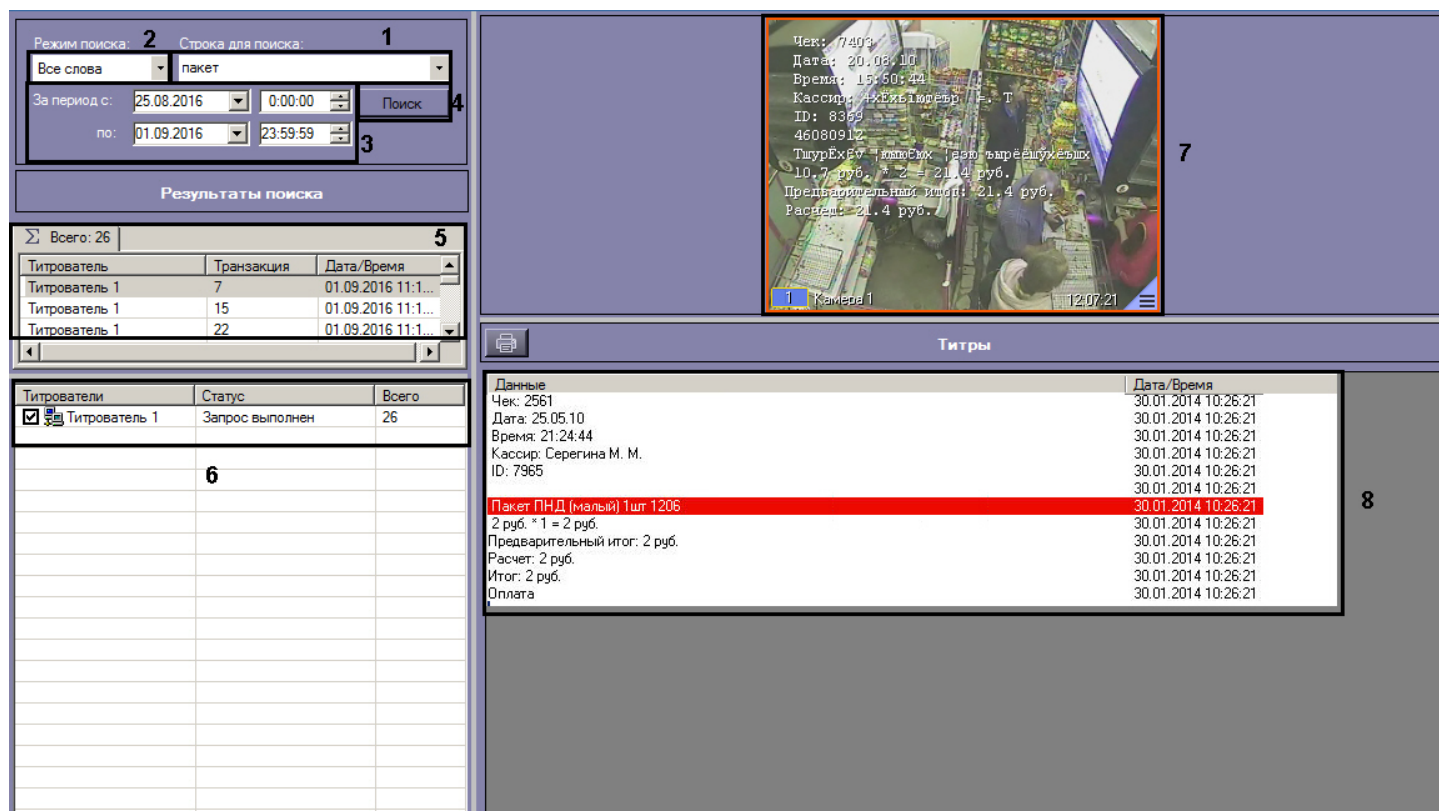 Режим поиска: 2 Строка для поиска: 1
Все слова пакет
За период с: 25.08.2016 0:00:00 Поиск 4
по: 01.09.2016 23:59:59 3
Результаты поиска
Σ Всего: 26 5
Титрователь Транзакция Дата/Время
Титрователь 1 7 01.09.2016 11:1...
Титрователь 1 15 01.09.2016 11:1...
Титрователь 1 22 01.09.2016 11:1...
Титрователи Статус Всего
Титрователь 1 Запрос выполнен 26
6
Чек: 7403
Дата: 20.08.10
Время: 15:50:44
Кассир:
ID: 8369
46080912
10.7 руб. * 2 = 21.4 руб.
Предварительный итог: 21.4 руб.
Расчет: 21.4 руб.
1 Камера 1 12:07:21
7
Титры
Данные Дата/Время
Чек: 2561 30.01.2014 10:26:21
Дата: 25.05.10 30.01.2014 10:26:21
Время: 21:24:44 30.01.2014 10:26:21
Кассир: Серегина М. М. 30.01.2014 10:26:21
ID: 7965 30.01.2014 10:26:21
30.01.2014 10:26:21
Пакет ПНД (малый) 1шт 1206 30.01.2014 10:26:21
2 руб. * 1 = 2 руб. 30.01.2014 10:26:21
Предварительный итог: 2 руб. 30.01.2014 10:26:21
Расчет: 2 руб. 30.01.2014 10:26:21
Итог: 2 руб. 30.01.2014 10:26:21
Оплата 30.01.2014 10:26:21
8